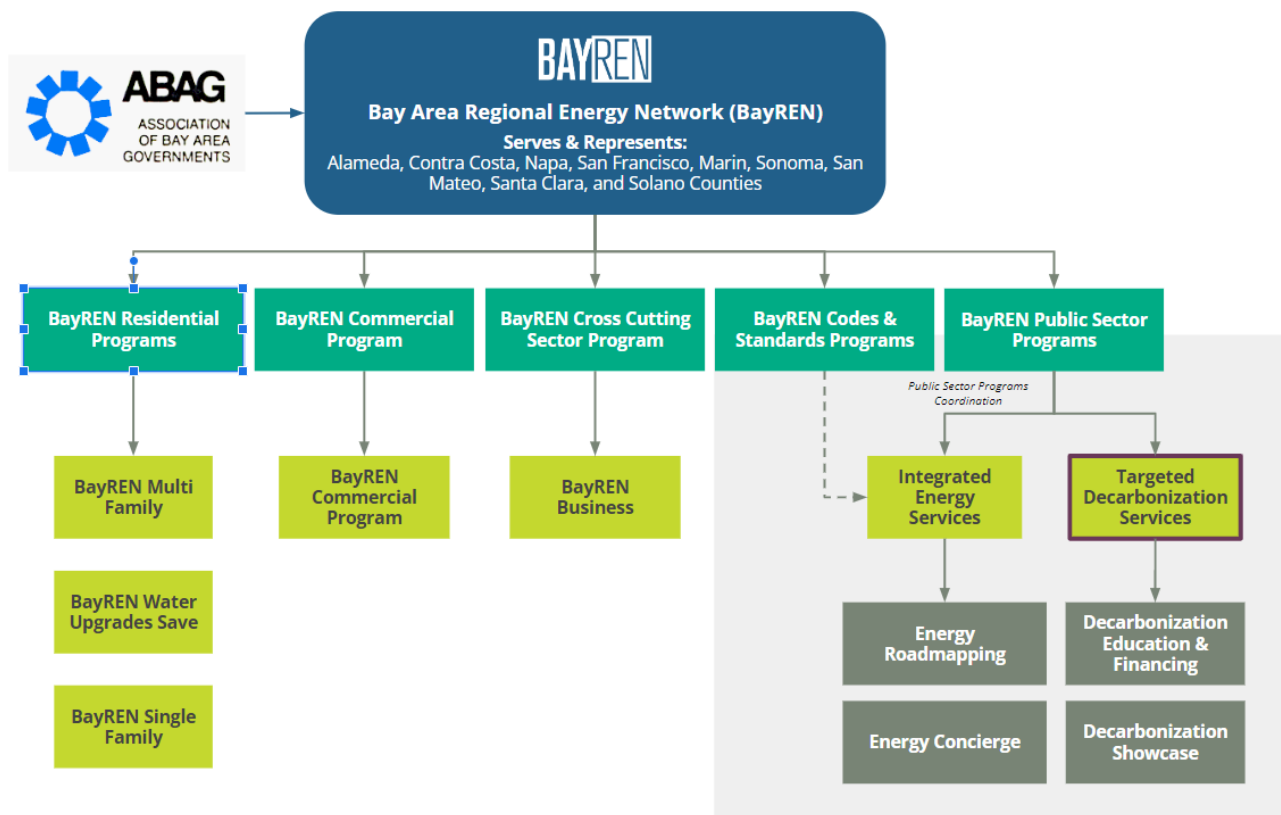 ABAG
ASSOCIATION
OF BAY AREA
GOVERNMENTS
BAYREN
Bay Area Regional Energy Network (BayREN)
Serves & Represents:
Alameda, Contra Costa, Napa, San Francisco, Marin, Sonoma, San
Mateo, Santa Clara, and Solano Counties
BayREN Residential
Programs
BayREN Commercial
Program
BayREN Cross Cutting
Sector Program
BayREN Codes &
Standards Programs
BayREN Public Sector
Programs
Public Sector Programs
Coordination
BayREN Multi
Family
BayREN
Commercial
Program
BayREN
Business
Integrated
Energy
Services
Targeted
Decarbonization
Services
BayREN Water
Upgrades Save
Energy
Roadmapping
Decarbonization
Education &
Financing
BayREN Single
Family
Energy Concierge
Decarbonization
Showcase